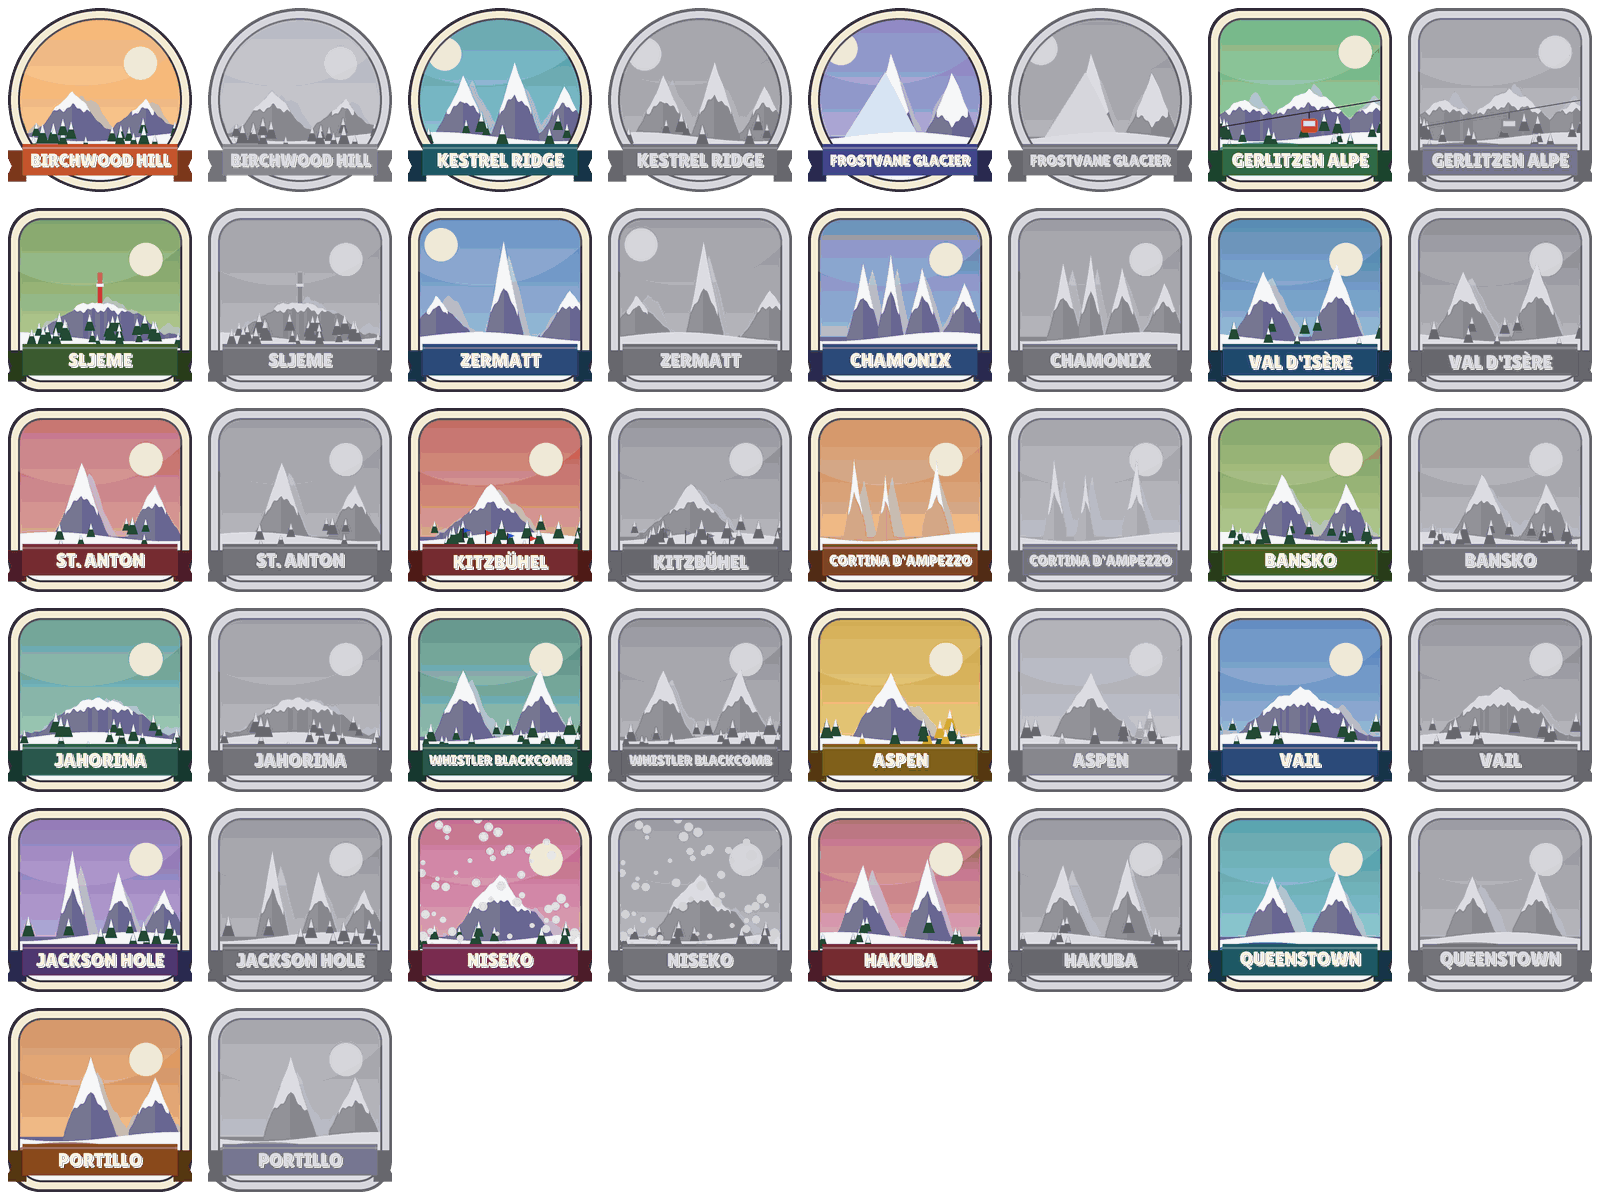 BIRCHWOOD HILL
BIRCHWOOD HILL
KESTREL RIDGE
KESTREL RIDGE
FROSTVANE GLACIER
FROSTVANE GLACIER
GERLITZEN ALPE
GERLITZEN ALPE
SLJEME
SLJEME
ZERMATT
ZERMATT
CHAMONIX
CHAMONIX
VAL D'ISÈRE
VAL D'ISÈRE
ST. ANTON
ST. ANTON
KITZBÜHEL
KITZBÜHEL
CORTINA D'AMPEZZO
CORTINA D'AMPEZZO
BANSKO
BANSKO
JAHORINA
JAHORINA
WHISTLER BLACKCOMB
WHISTLER BLACKCOMB
ASPEN
ASPEN
VAIL
VAIL
JACKSON HOLE
JACKSON HOLE
NISEKO
NISEKO
HAKUBA
HAKUBA
QUEENSTOWN
QUEENSTOWN
PORTILLO
PORTILLO